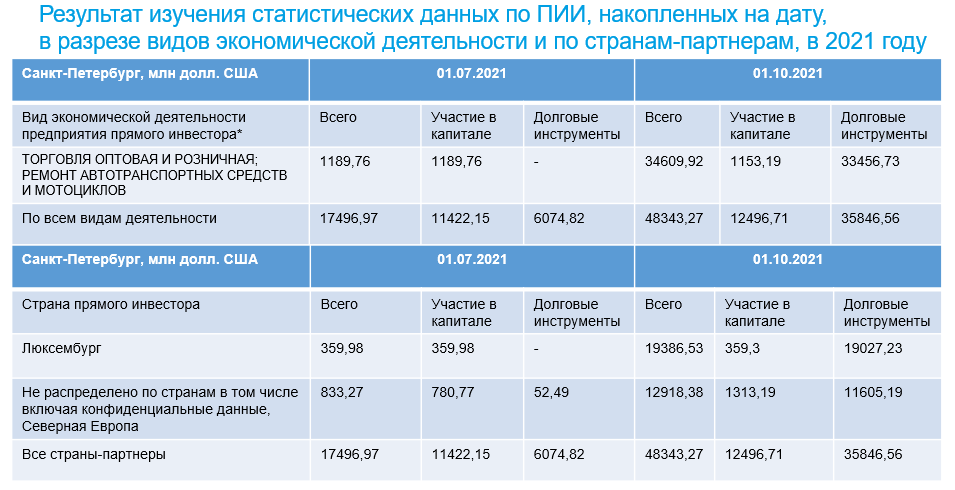 Результат изучения статистических данных по ПИИ, накопленных на дату,
в разрезе видов экономической деятельности и по странам-партнерам, в 2021 году
Санкт-Петербург, млн долл. США 01.07.2021 01.10.2021
Вид экономической деятельности
предприятия прямого инвестора*
Всего
Участие в
капитале
Долговые
инструменты
Всего
Участие в
капитале
Долговые
инструменты
ТОРГОВЛЯ ОПТОВАЯ И РОЗНИЧНАЯ;
РЕМОНТ АВТОТРАНСПОРТНЫХ СРЕДСТВ
И МОТОЦИКЛОВ
1189,76 1189,76 - 34609,92 1153,19 33456,73
По всем видам деятельности 17496,97 11422,15 6074,82 48343,27 12496,71 35846,56
Санкт-Петербург, млн долл. США 01.07.2021 01.10.2021
Страна прямого инвестора
Всего
Участие в
капитале
Долговые
инструменты
Всего
Участие в
капитале
Долговые
инструменты
Люксембург 359,98 359,98 - 19386,53 359,3 19027,23
Не распределено по странам в том числе
включая конфиденциальные данные,
Северная Европа
833,27 780,77 52,49 12918,38 1313,19 11605,19
Все страны-партнеры 17496,97 11422,15 6074,82 48343,27 12496,71 35846,56